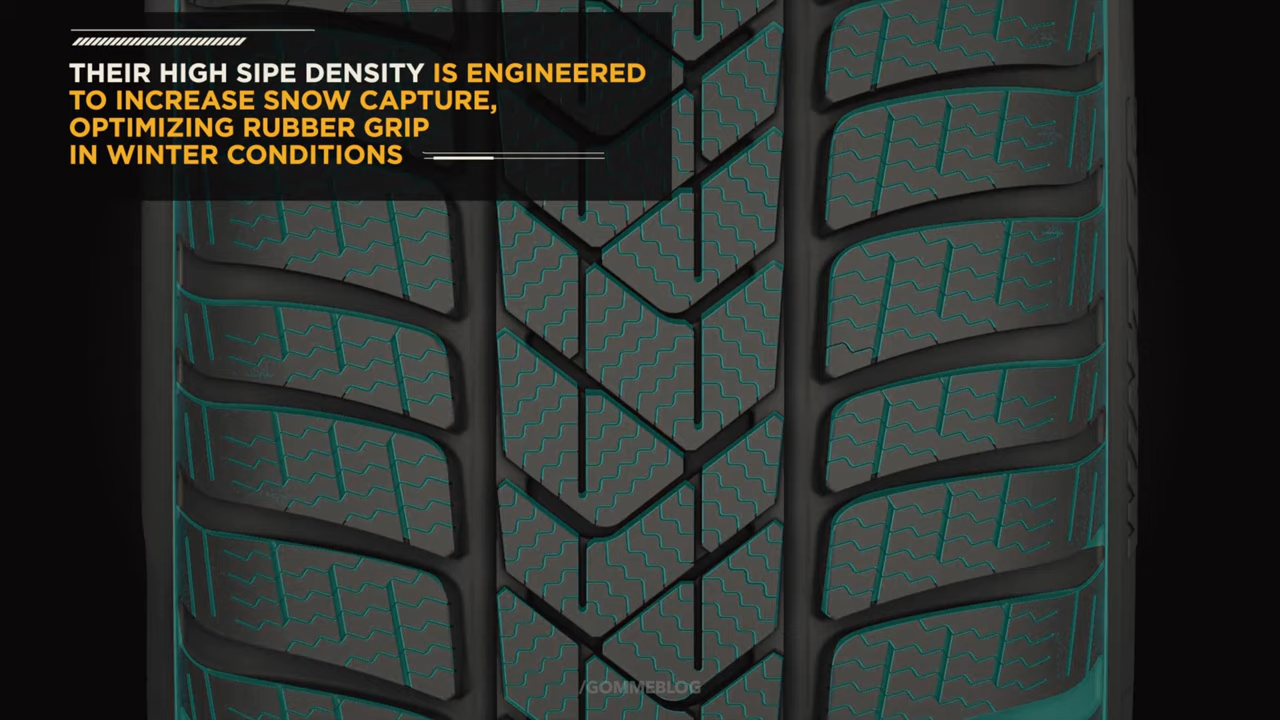 THEIR HIGH SIPE DENSITY IS ENGINEERED
TO INCREASE SNOW CAPTURE,
OPTIMIZING RUBBER GRIP
IN WINTER CONDITIONS
/GOMMEBLOG